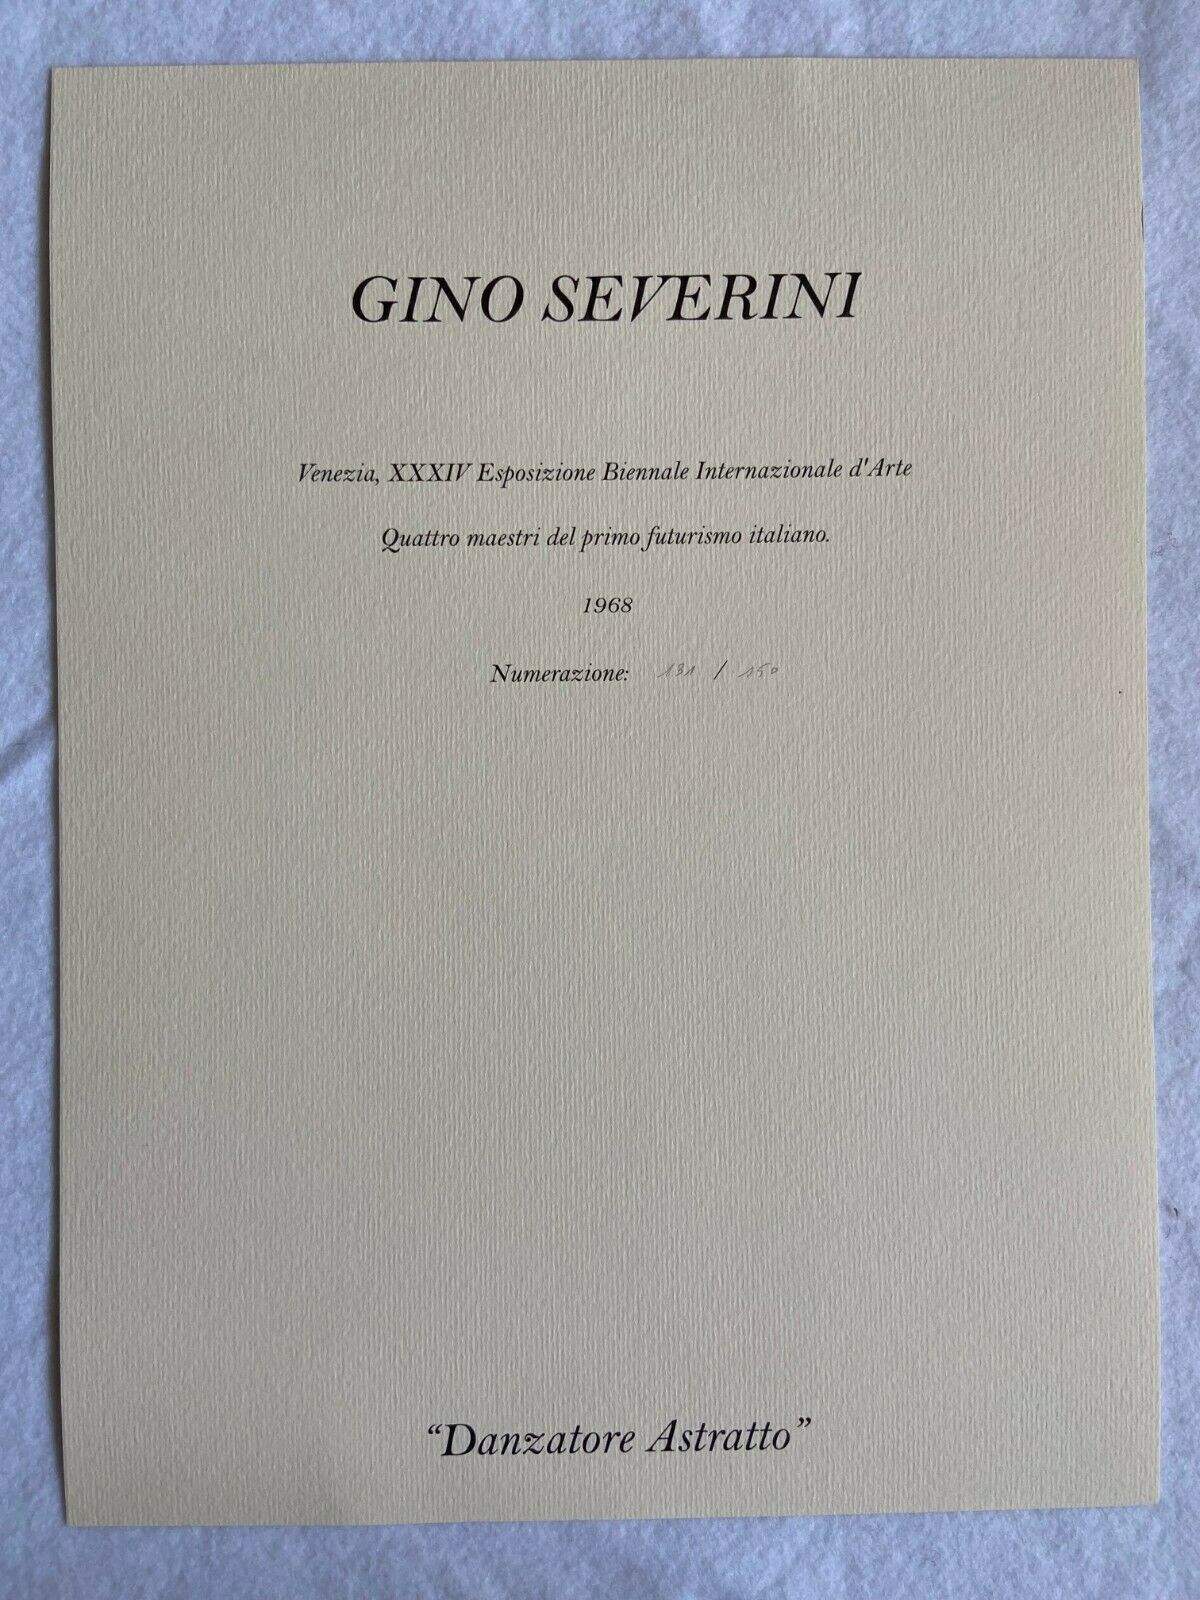 GINO SEVERINI
Venezia, XXXIV Esposizione Biennale Internazionale d'Arte
Quattro maestri del primo futurismo italiano.
1968
Numerazione: 131 / 150
“Danzatore Astratto”